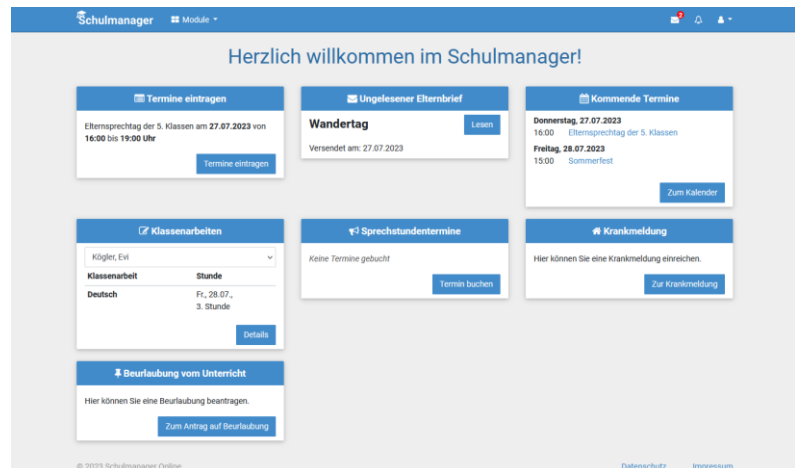 Schulmanager
Module
2
Herzlich willkommen im Schulmanager!
Termine eintragen
Elternsprechtag der 5. Klassen am 27.07.2023 von
16:00 bis 19:00 Uhr
Termine eintragen
Ungelesener Elternbrief
Wandertag
Lesen
Versendet am: 27.07.2023
Kommende Termine
Donnerstag, 27.07.2023
16:00 Elternsprechtag der 5. Klassen
Freitag, 28.07.2023
15:00 Sommerfest
Zum Kalender
Klassenarbeiten
Kögler, Evi
Klassenarbeit Stunde
Deutsch Fr., 28.07.,
3. Stunde
Details
Sprechstundentermine
Keine Termine gebucht
Termin buchen
Krankmeldung
Hier können Sie eine Krankmeldung einreichen.
Zur Krankmeldung
Beurlaubung vom Unterricht
Hier können Sie eine Beurlaubung beantragen.
Zum Antrag auf Beurlaubung
© 2023 Schulmanager Online
Datenschutz Impressum